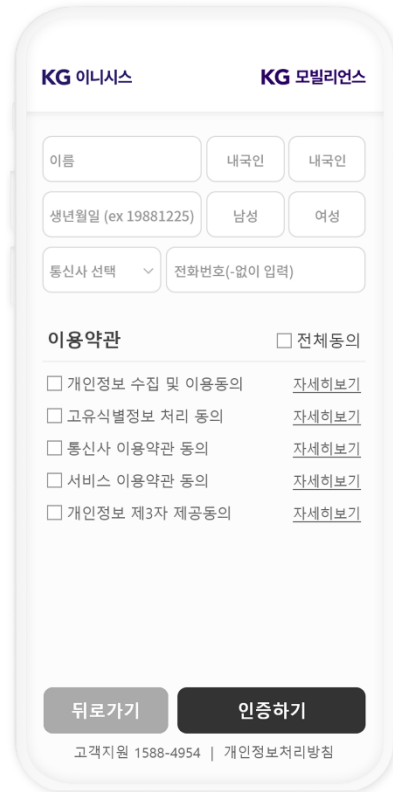 KG 이니시스 KG 모빌리언스
이름 내국인 내국인
생년월일 (ex 19881225) 남성 여성
통신사 선택 전화번호(-없이 입력)
이용약관 전체동의
개인정보 수집 및 이용동의 자세히보기
고유식별정보 처리 동의 자세히보기
통신사 이용약관 동의 자세히보기
서비스 이용약관 동의 자세히보기
개인정보 제3자 제공동의 자세히보기
뒤로가기 인증하기
고객지원 1588-4954 | 개인정보처리방침